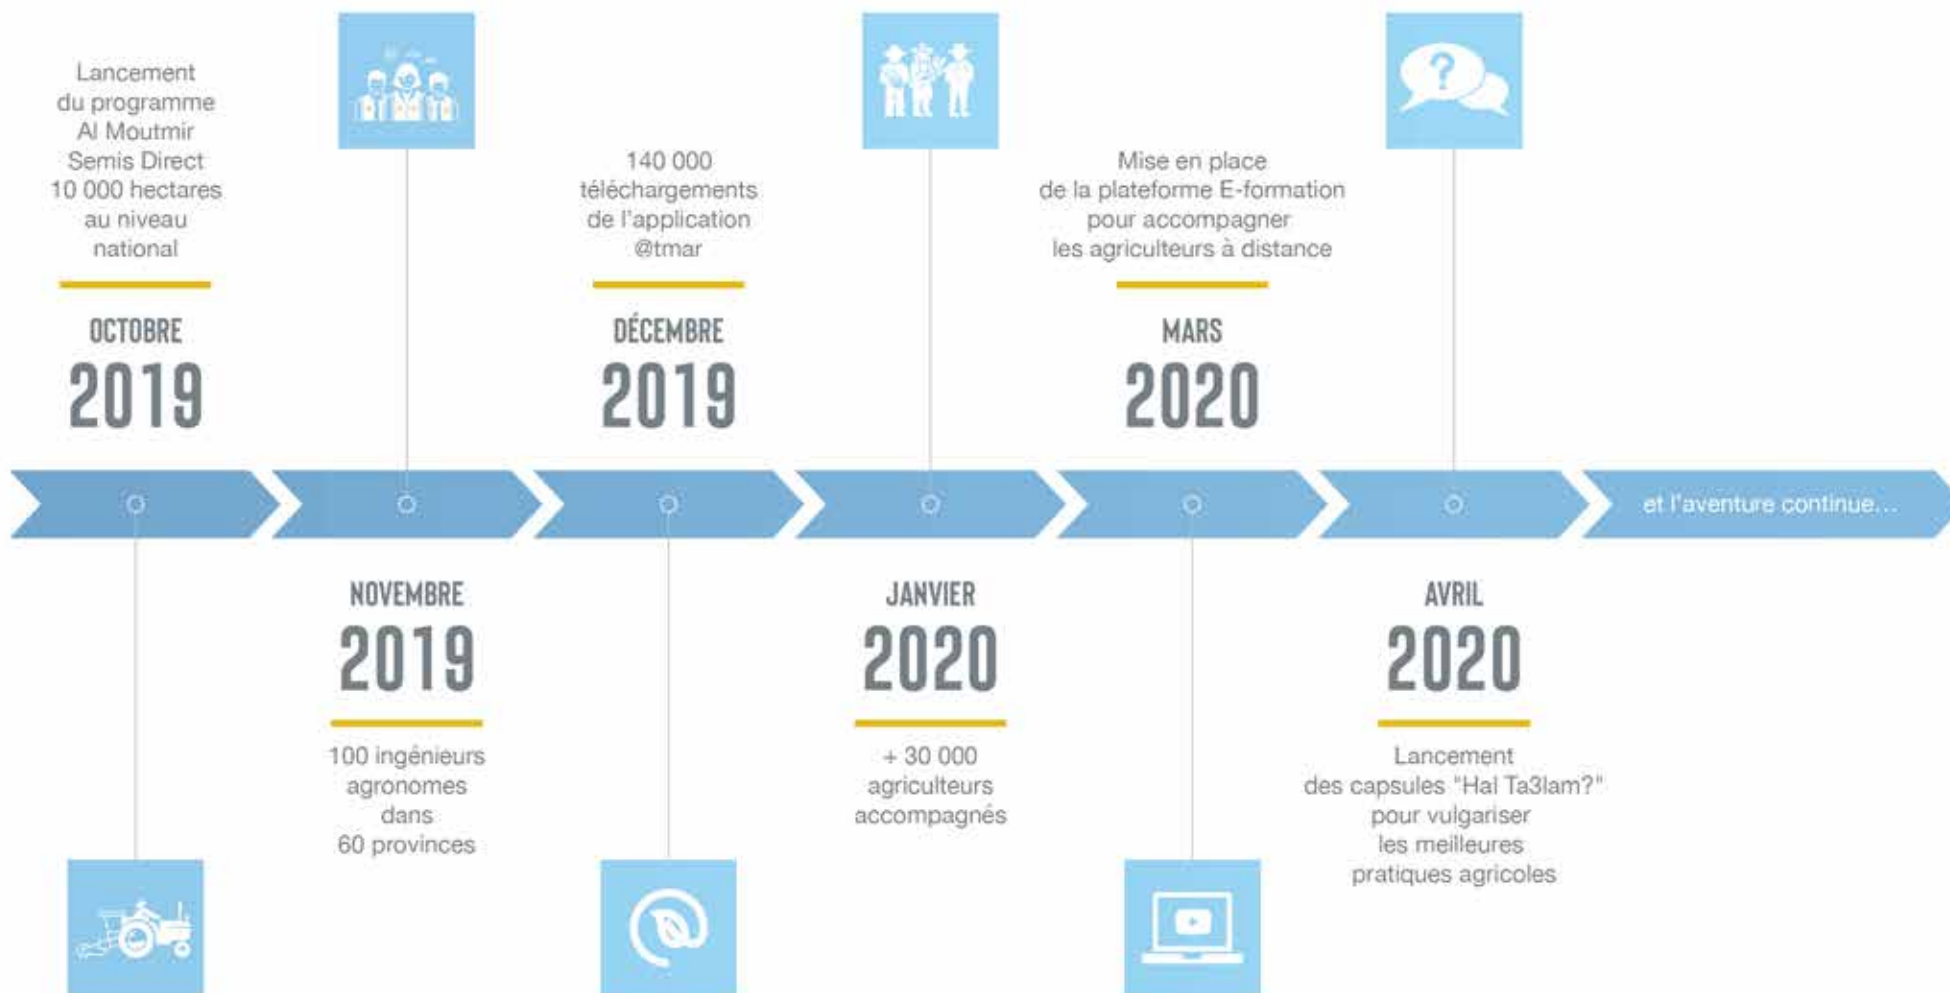 Lancement
du programme
Al Moutmir
Semis Direct
10 000 hectares
au niveau
national
OCTOBRE
2019
NOVEMBRE
2019
100 ingénieurs
agronomes
dans
60 provinces
140 000
téléchargements
de l'application
@tmar
DÉCEMBRE
2019
JANVIER
2020
+ 30 000
agriculteurs
accompagnés
Mise en place
de la plateforme E-formation
pour accompagner
les agriculteurs à distance
MARS
2020
AVRIL
2020
Lancement
des capsules "Hal Ta3lam?"
pour vulgariser
les meilleures
pratiques agricoles
et l'aventure continue...